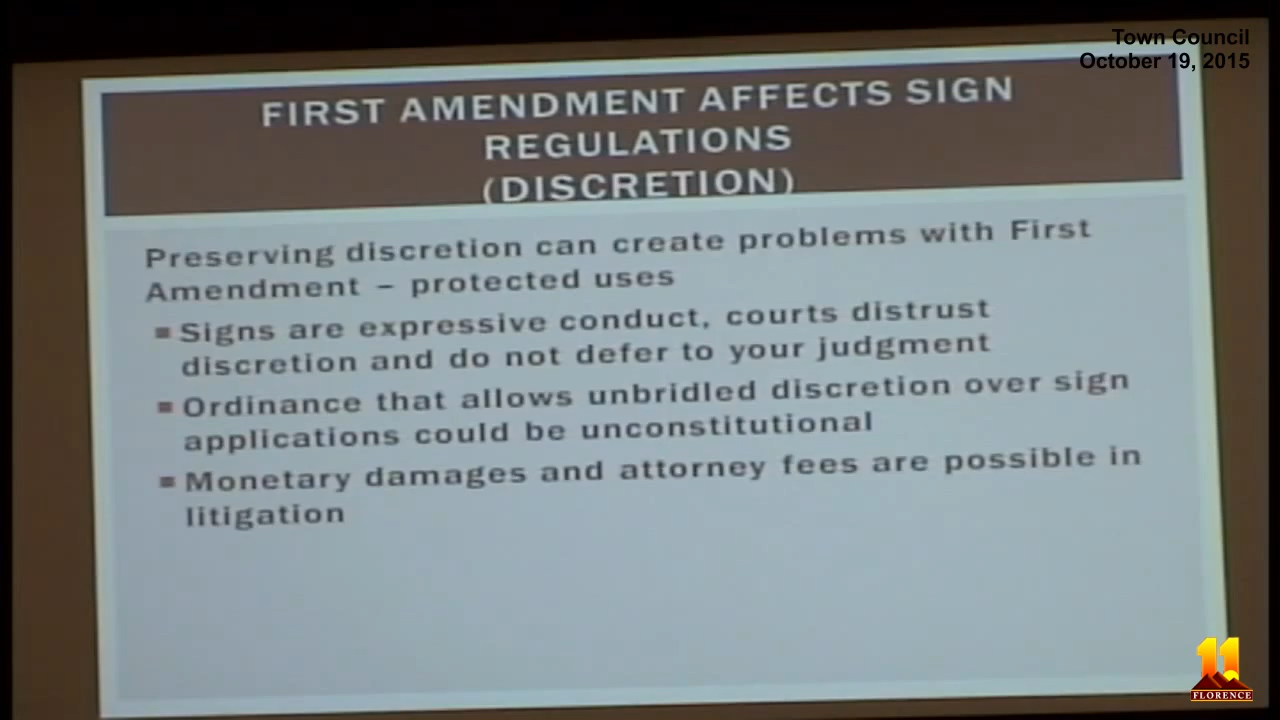 Town Council
October 19, 2015
FIRST AMENDMENT AFFECTS SIGN
REGULATIONS
(DISCRETION)
Preserving discretion can create problems with First
Amendment – protected uses
▪ Signs are expressive conduct, courts distrust
discretion and do not defer to your judgment
▪ Ordinance that allows unbridled discretion over sign
applications could be unconstitutional
▪ Monetary damages and attorney fees are possible in
litigation
11
FLORENCE